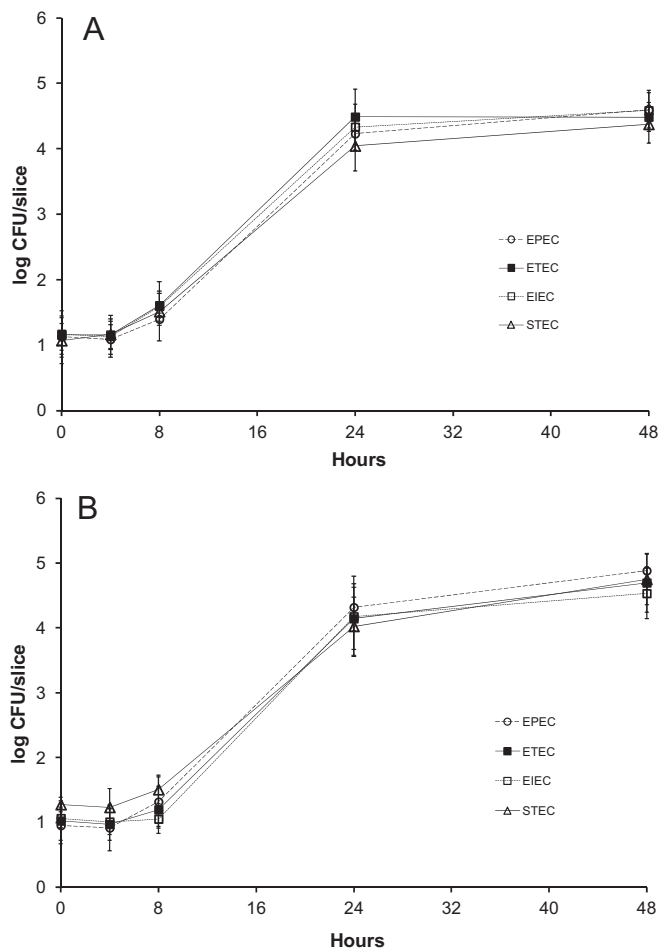 A
6
5
4
3
2
1
0
log CFU/slice
EPEC
ETEC
EIEC
STEC
0 8 16 24 32 40 48
Hours
B
6
5
4
3
2
1
0
log CFU/slice
EPEC
ETEC
EIEC
STEC
0 8 16 24 32 40 48
Hours